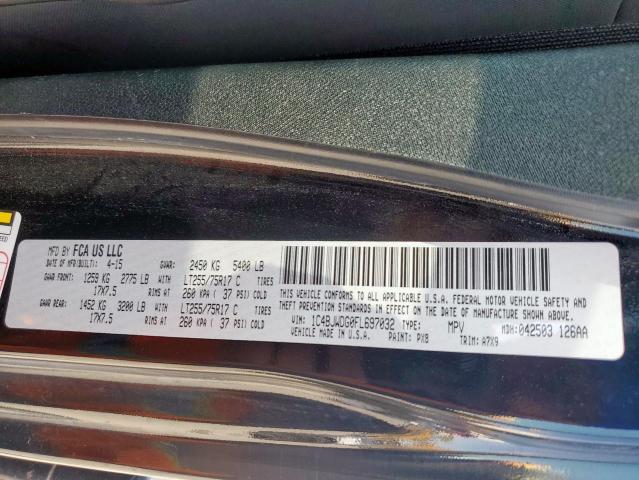 MFD BY FCA US LLC
DATE OF MFR(BUILT): 4-15 GVWR: 2450 KG 5400 LB
GAWR FRONT: 1259 KG 2775 LB WITH LT255/75R17 C TIRES
17X7.5 RIMS AT 260 KPA ( 37 PSI) COLD
GAWR REAR: 1452 KG 3200 LB WITH LT255/75R17 C TIRES
17X7.5 RIMS AT 260 KPA ( 37 PSI) COLD
THIS VEHICLE CONFORMS TO ALL APPLICABLE U.S.A. FEDERAL MOTOR VEHICLE SAFETY AND
THEFT PREVENTION STANDARDS IN EFFECT ON THE DATE OF MANUFACTURE SHOWN ABOVE.
VIN: 1C4BJWDG0FL697032 TYPE: MPV MDH: 042503 126AA
VEHICLE MADE IN U.S.A. PAINT: PX8 TRIM: A7X9